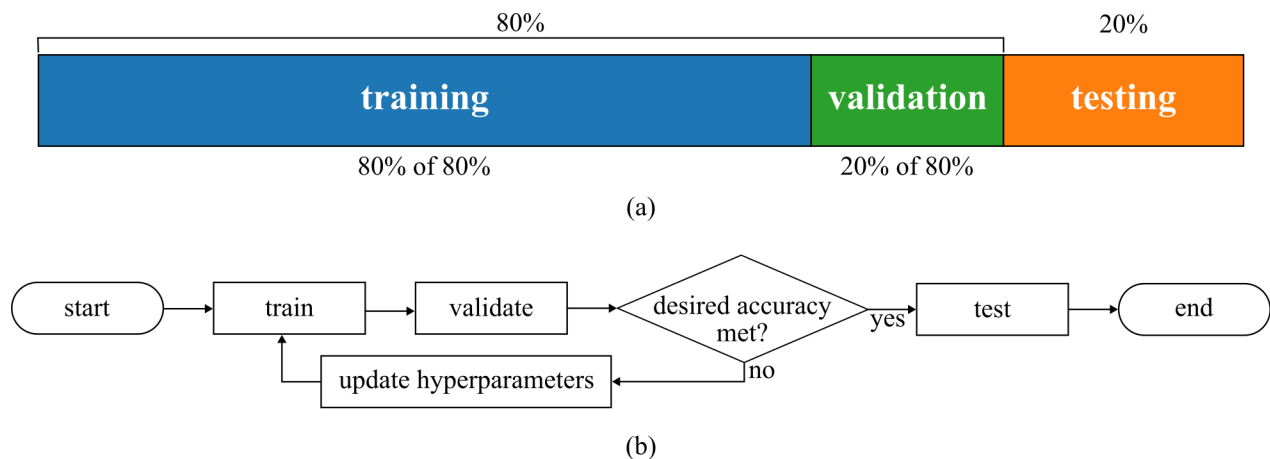 80%
20%
training
validation
testing
80% of 80%
20% of 80%
(a)
start
train
validate
desired accuracy
met?
yes
test
end
no
update hyperparameters
(b)